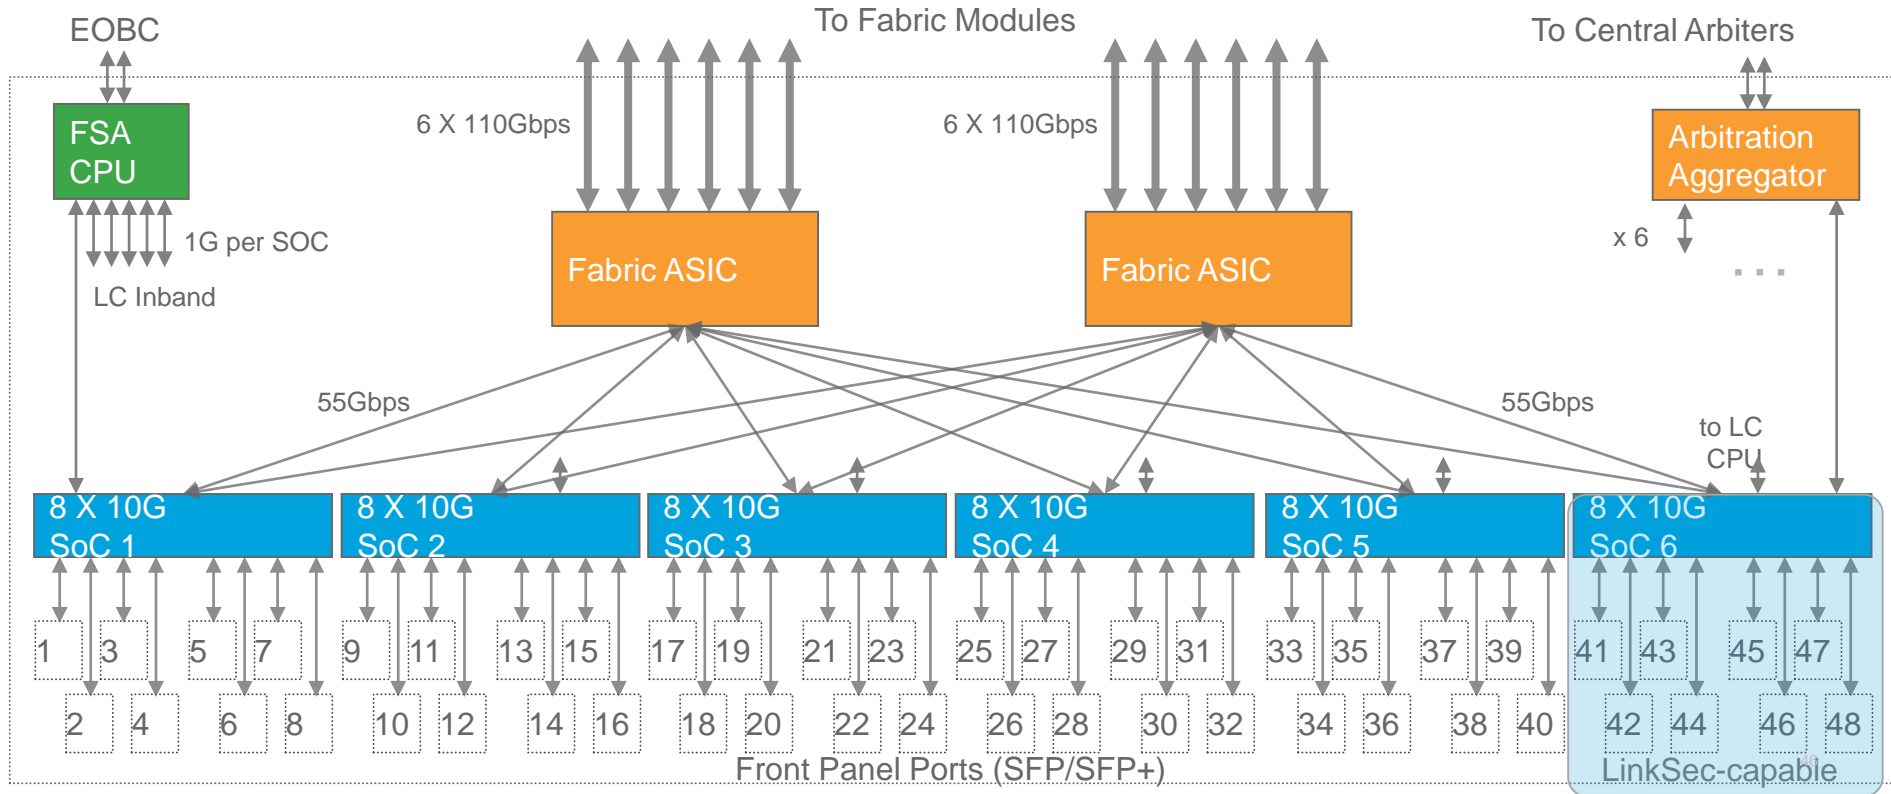 EOBC
To Fabric Modules
To Central Arbiters
FSA
CPU
6 X 110Gbps
6 X 110Gbps
Arbitration
Aggregator
1G per SOC
LC Inband
Fabric ASIC
Fabric ASIC
x 6
. . .
55Gbps
55Gbps
to LC
CPU
8 X 10G
SoC 1
8 X 10G
SoC 2
8 X 10G
SoC 3
8 X 10G
SoC 4
8 X 10G
SoC 5
8 X 10G
SoC 6
1 3 5 7 9 11 13 15 17 19 21 23 25 27 29 31 33 35 37 39 41 43 45 47
2 4 6 8 10 12 14 16 18 20 22 24 26 28 30 32 34 36 38 40 42 44 46 48
Front Panel Ports (SFP/SFP+)
LinkSec-capable
46